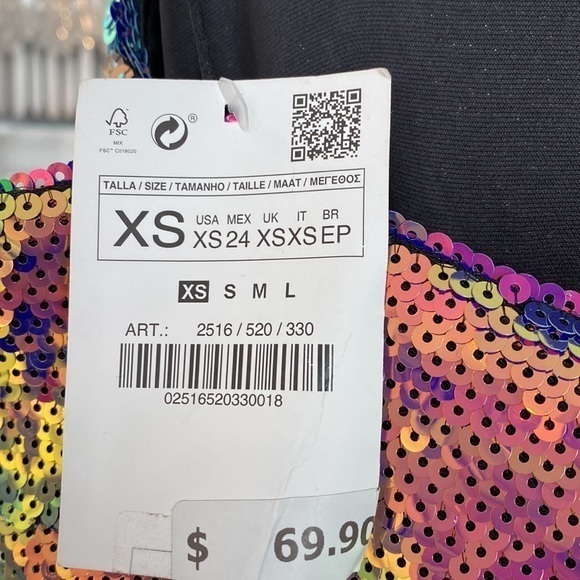 FSC
MIX
FSC™ C018020
®
TALLA / SIZE / TAMANHO / TAILLE / MAAT / ΜΕΓΕΘΟΣ
XS
USA MEX UK IT BR
XS 24 XS XS EP
XS S M L
ART.: 2516 / 520 / 330
02516520330018
$ 69.90